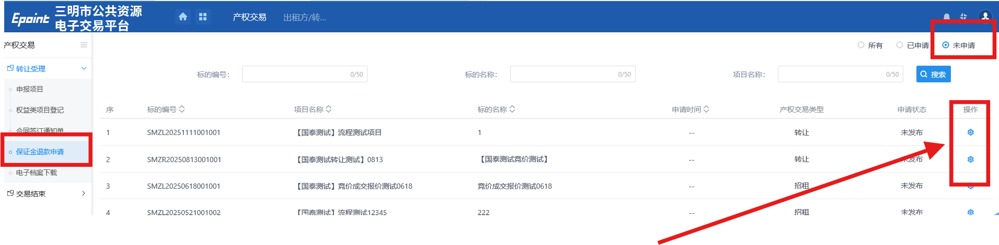 Epoint 三明市公共资源
电子交易平台
产权交易 出租方/转...
产权交易
所有 已申请 未申请
转让受理
标的编号： 0/50 标的名称： 0/50 项目名称： 0/50 搜索
申报项目
权益类项目登记
合同签订通知单
保证金退款申请
电子档案下载
交易结束
序 标的编号 项目名称 标的名称 申请时间 产权交易类型 申请状态 操作
1 SMZL20251111001001 【国泰测试】流程测试项目 1 -- 转让 未发布
2 SMZR20250813001001 【国泰测试转让测试】0813 【国泰测试竞价测试】 -- 转让 未发布
3 SMZL20250618001001 【国泰测试】竞价成交报价测试0618 竞价成交报价测试0618 -- 招租 未发布
4 SMZL20250521001002 【国泰测试】流程测试12345 222 -- 招租 未发布